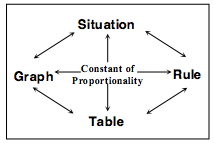 Situation
Constant of
Graph
Proportionality
Rule
Table